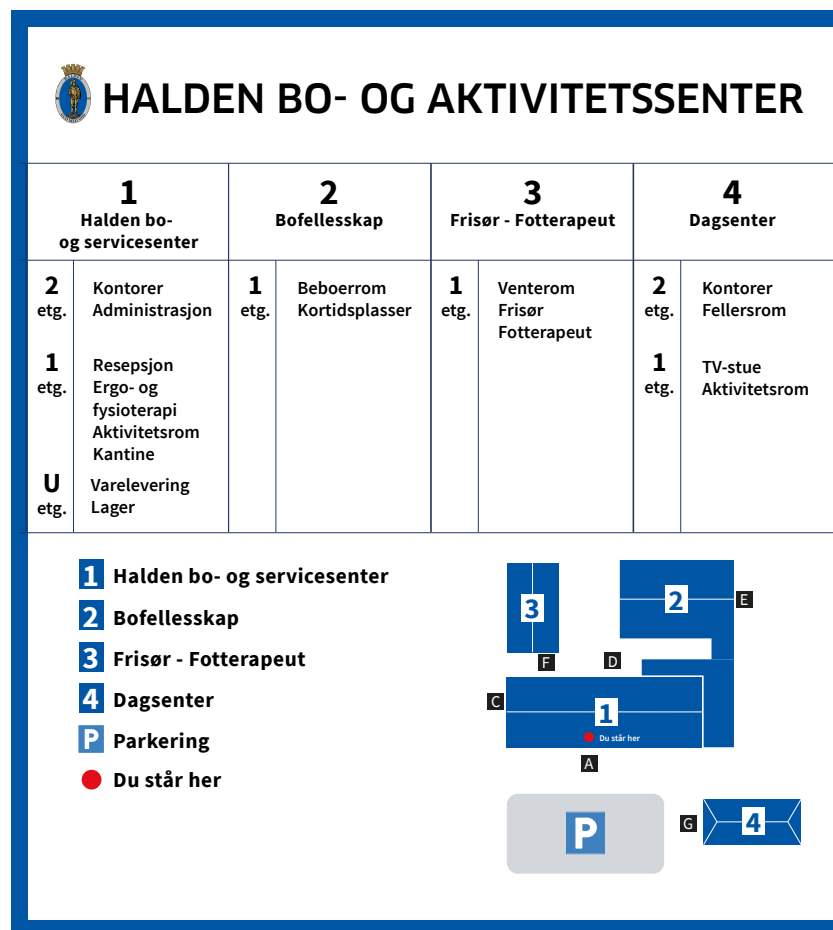 HALDEN BO- OG AKTIVITETSSENTER
1
Halden bo-
og servicesenter
2
etg.
Kontorer
Administrasjon
1
etg.
Resepsjon
Ergo- og
fysioterapi
Aktivitetsrom
Kantine
U
etg.
Varelevering
Lager
2
Bofellesskap
1
etg.
Beboerrom
Kortidsplasser
3
Frisør - Fotterapeut
1
etg.
Venterom
Frisør
Fotterapeut
4
Dagsenter
2
etg.
Kontorer
Fellersrom
1
etg.
TV-stue
Aktivitetsrom
1 Halden bo- og servicesenter
2 Bofellesskap
3 Frisør - Fotterapeut
4 Dagsenter
P Parkering
Du står her
3
2
E
F
D
C
1
Du står her
A
P
G
4